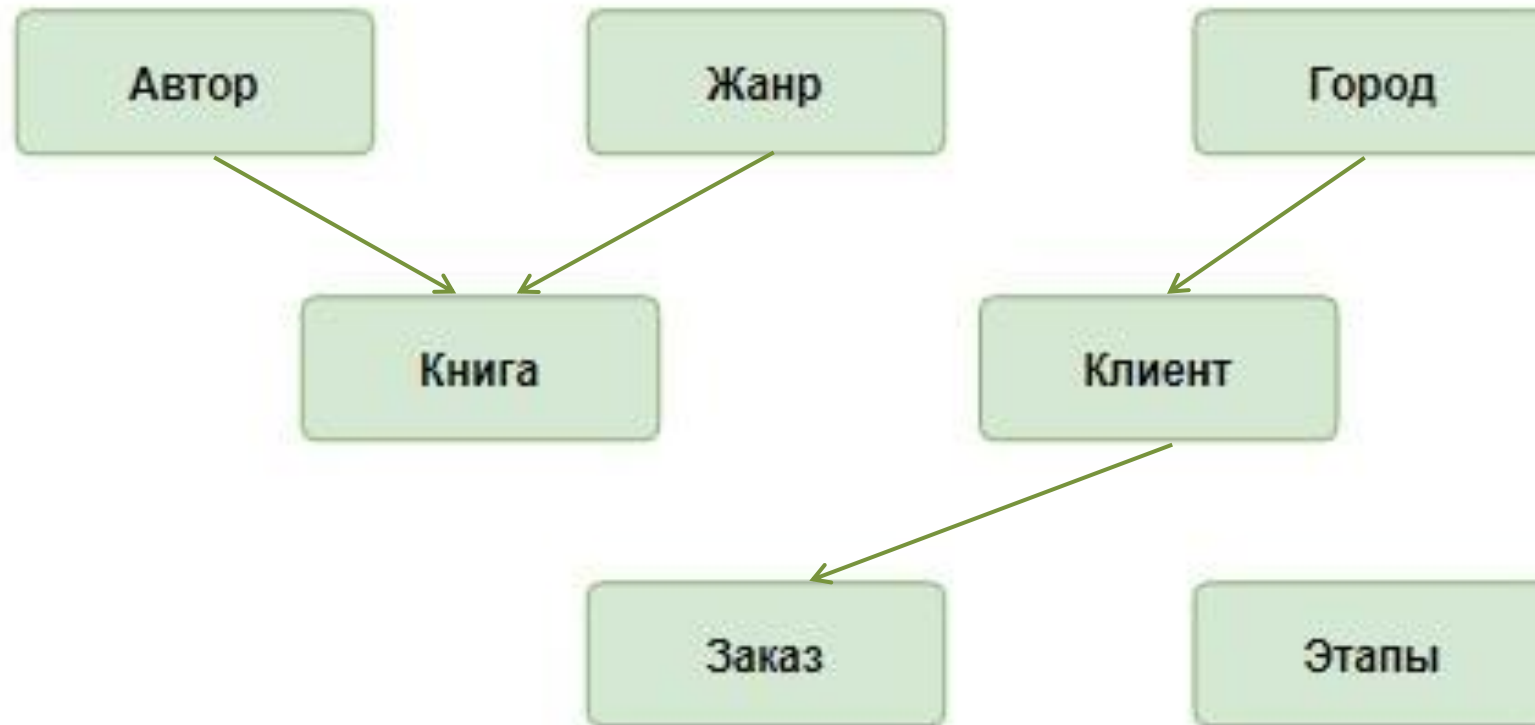 Автор
Жанр
Город
Книга
Клиент
Заказ
Этапы